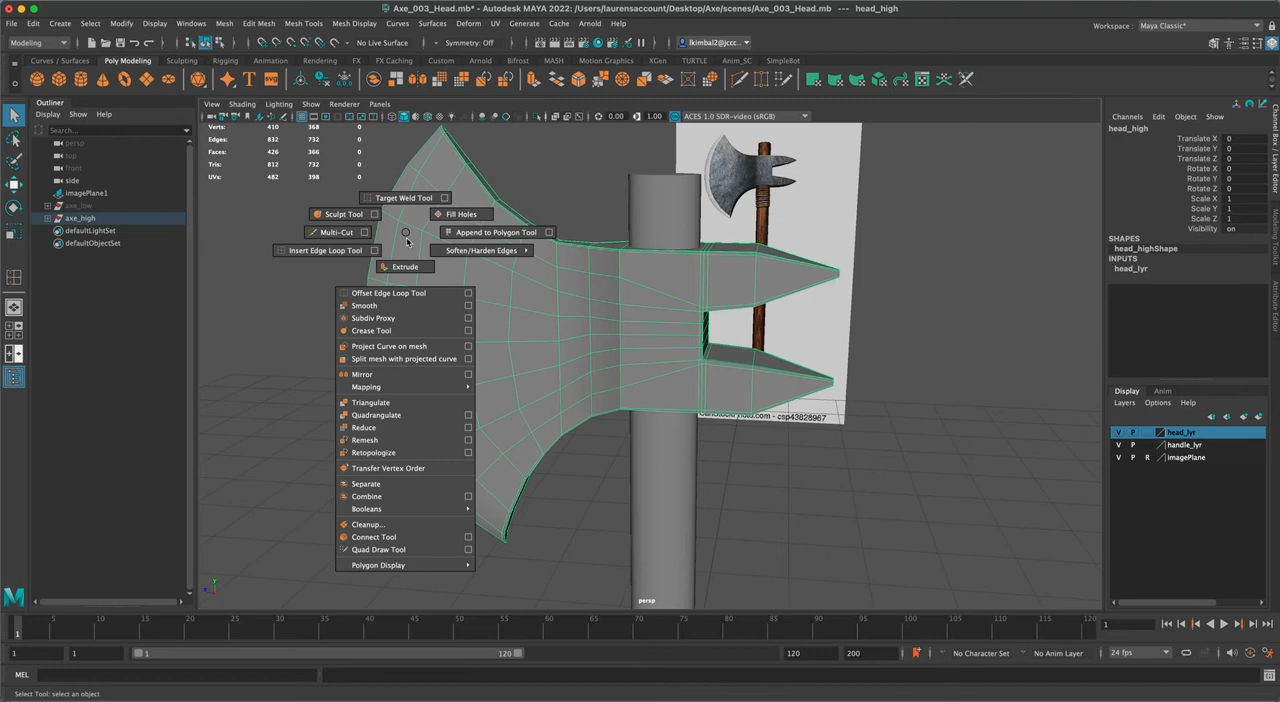 Axe_003_Head.mb* - Autodesk MAYA 2022: /Users/laurensaccount/Desktop/Axe/scenes/Axe_003_Head.mb --- head_high
File Edit Create Select Modify Display Windows Mesh Edit Mesh Mesh Tools Mesh Display Curves Surfaces Deform UV Generate Cache Arnold Help
Workspace : Maya Classic*
Modeling No Live Surface Symmetry: Off lkimbal2@jccc...
Curves / Surfaces Poly Modeling Sculpting Rigging Animation Rendering FX FX Caching Custom Arnold Bifrost MASH Motion Graphics XGen TURTLE Anim_SC SimpleBot
Outliner
Display Show Help
Search...
persp
top
front
side
imagePlane1
axe_low
axe_high
defaultLightSet
defaultObjectSet
View Shading Lighting Show Renderer Panels
0.00 1.00 ACES 1.0 SDR-video (sRGB)
Verts: 410 368 0
Edges: 832 732 0
Faces: 426 366 0
Tris: 812 732 0
UVs: 482 398 0
Target Weld Tool
Sculpt Tool Fill Holes
Multi-Cut Append to Polygon Tool
Insert Edge Loop Tool Soften/Harden Edges
Extrude
Offset Edge Loop Tool
Smooth
Subdiv Proxy
Crease Tool
Project Curve on mesh
Split mesh with projected curve
Mirror
Mapping
Triangulate
Quadrangulate
Reduce
Remesh
Retopologize
Transfer Vertex Order
Separate
Combine
Booleans
Cleanup...
Connect Tool
Quad Draw Tool
Polygon Display
csp43828967
persp
Channels Edit Object Show
head_high
Translate X 0
Translate Y 0
Translate Z 0
Rotate X 0
Rotate Y 0
Rotate Z 0
Scale X 1
Scale Y 1
Scale Z 1
Visibility on
SHAPES
head_highShape
INPUTS
head_lyr
Channel Box / Layer Editor
Modeling Toolkit
Attribute Editor
Display Anim
Layers Options Help
V P head_lyr
V P handle_lyr
V P R imagePlane
5 10 15 20 25 30 35 40 45 50 55 60 65 70 75 80 85 90 95 100 105 110 115 120
1 1
1 1 1 120 120 200 No Character Set No Anim Layer 24 fps
MEL
Select Tool: select an object